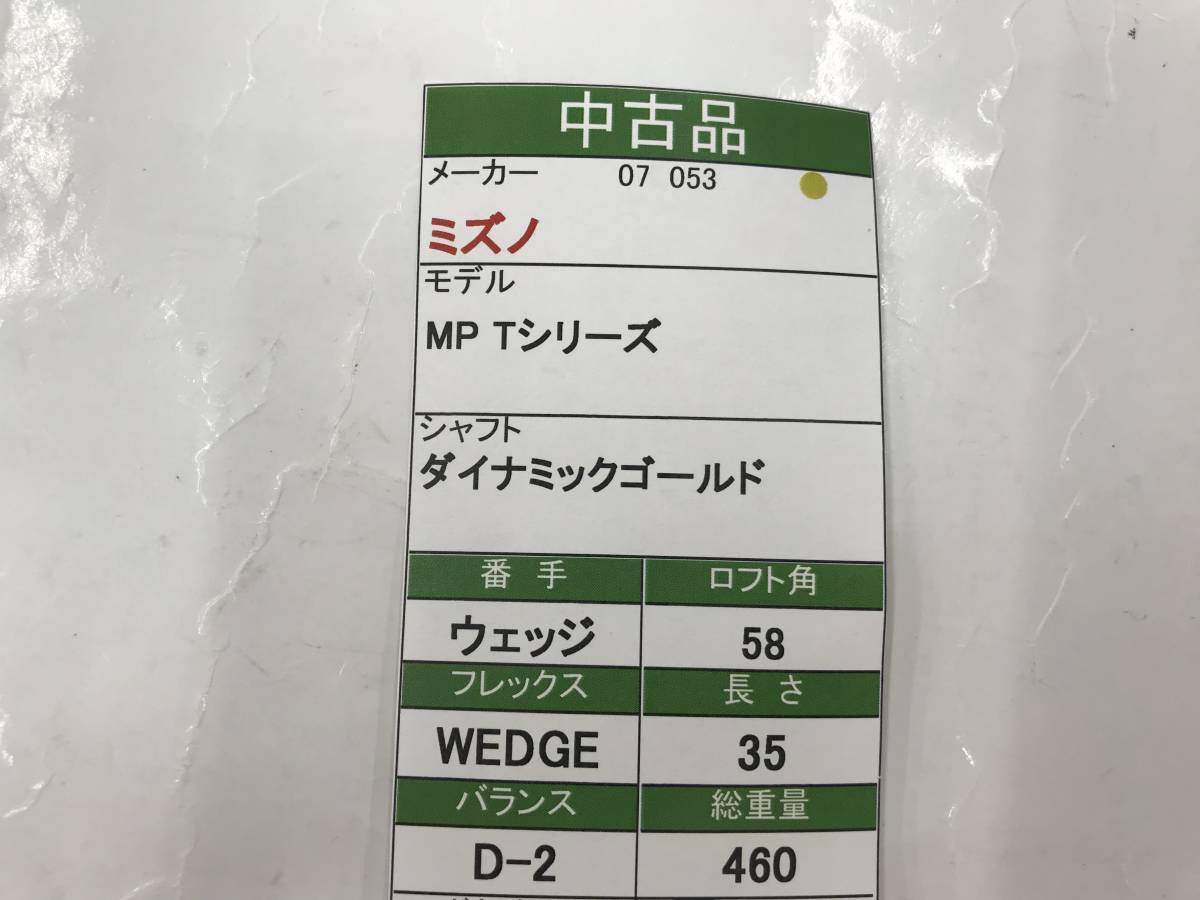 中古品
メーカー 07 053
ミズノ
モデル
MP Tシリーズ
シャフト
ダイナミックゴールド
番手 ロフト角
ウェッジ 58
フレックス 長さ
WEDGE 35
バランス 総重量
D-2 460